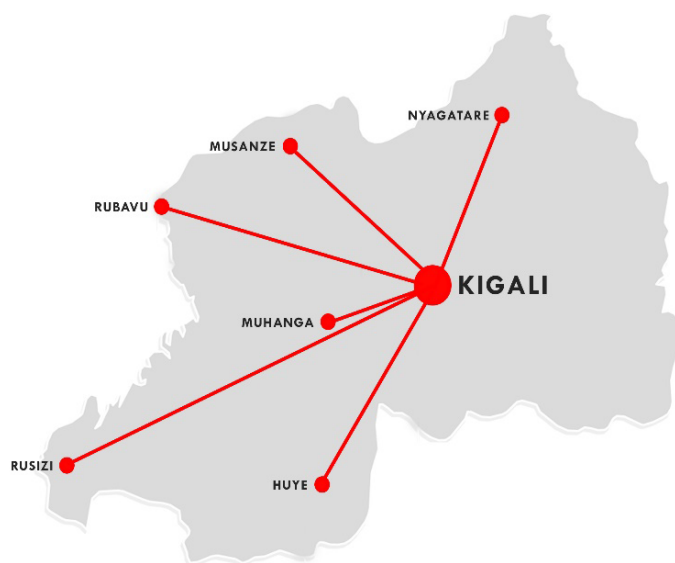 NYAGATARE
MUSANZE
RUBAVU
KIGALI
MUHANGA
RUSIZI
HUYE